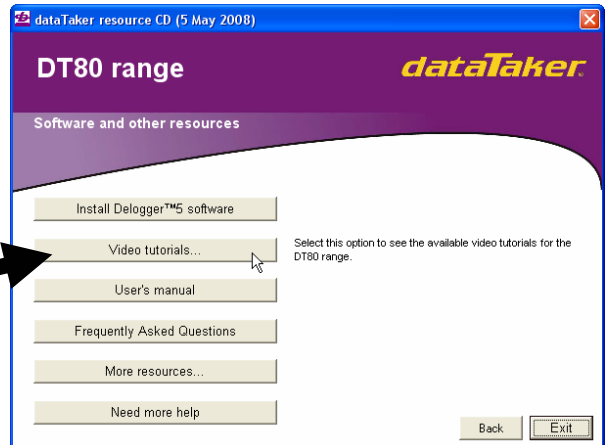 dataTaker resource CD (5 May 2008)
DT80 range
dataTaker.
Software and other resources
Install Delogger™5 software
Video tutorials...
Select this option to see the available video tutorials for the
DT80 range.
User's manual
Frequently Asked Questions
More resources...
Need more help
Back
Exit